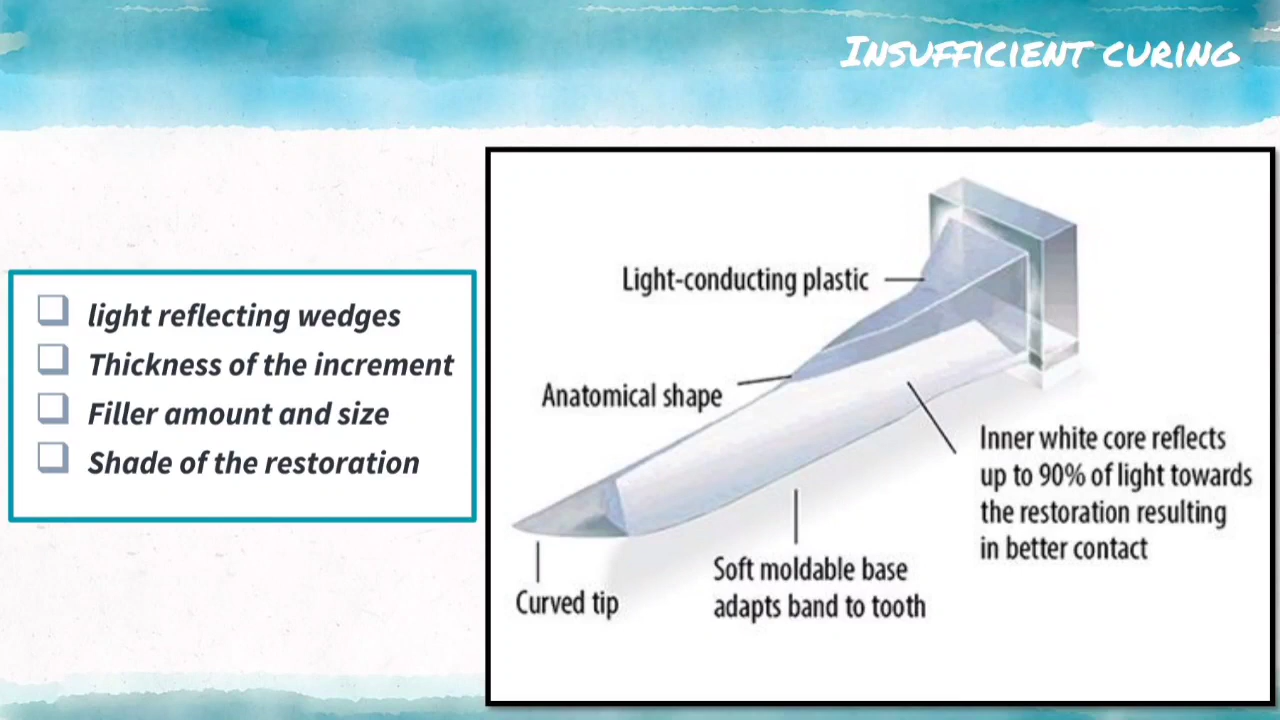 Insufficient curing
light reflecting wedges
Thickness of the increment
Filler amount and size
Shade of the restoration
Light-conducting plastic
Anatomical shape
Inner white core reflects
up to 90% of light towards
the restoration resulting
in better contact
Soft moldable base
adapts band to tooth
Curved tip